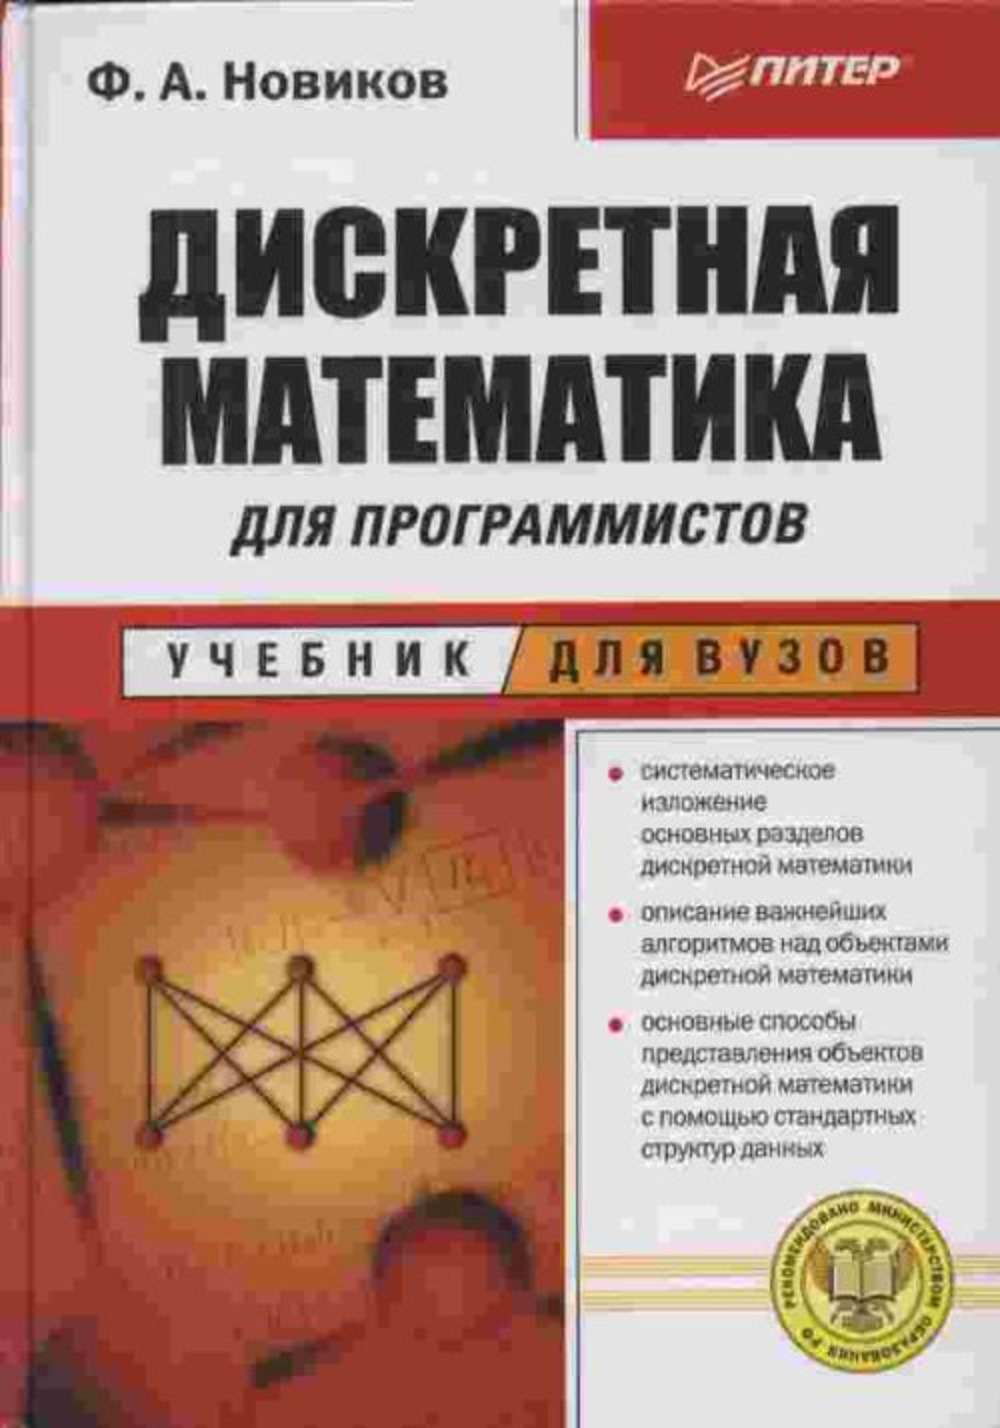 Ф. А. Новиков
ПИТЕР
ДИСКРЕТНАЯ
МАТЕМАТИКА
ДЛЯ ПРОГРАММИСТОВ
УЧЕБНИК / ДЛЯ ВУЗОВ
• систематическое
изложение
основных разделов
дискретной математики
• описание важнейших
алгоритмов над объектами
дискретной математики
• основные способы
представления объектов
дискретной математики
с помощью стандартных
структур данных
РЕКОМЕНДОВАНО МИНИСТЕРСТВОМ ОБРАЗОВАНИЯ РФ